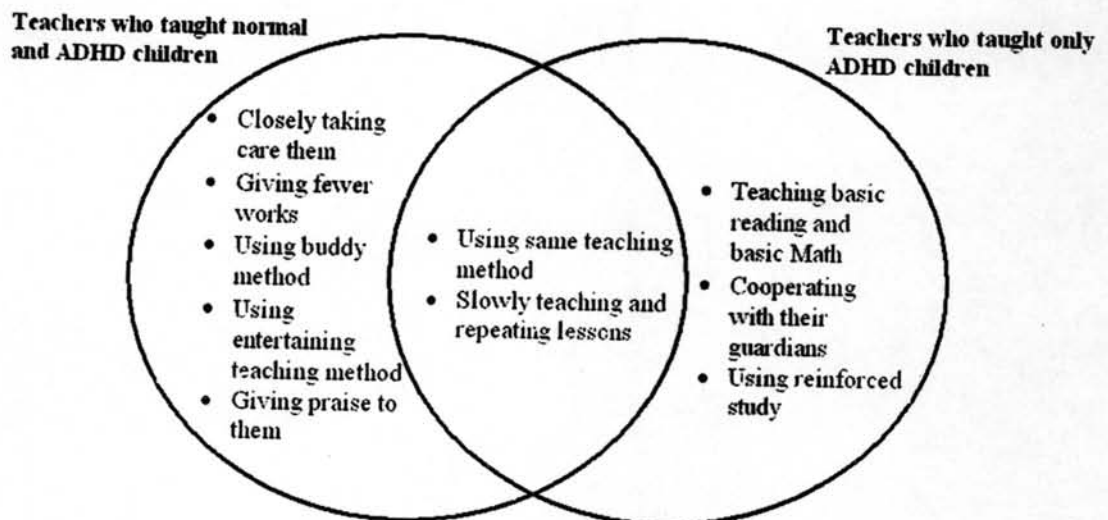 Teachers who taught normal
and ADHD children
Teachers who taught only
ADHD children
• Closely taking
care them
• Giving fewer
works
• Using buddy
method
• Using
entertaining
teaching method
• Giving praise to
them
• Using same teaching
method
• Slowly teaching and
repeating lessons
• Teaching basic
reading and
basic Math
• Cooperating
with their
guardians
• Using reinforced
study